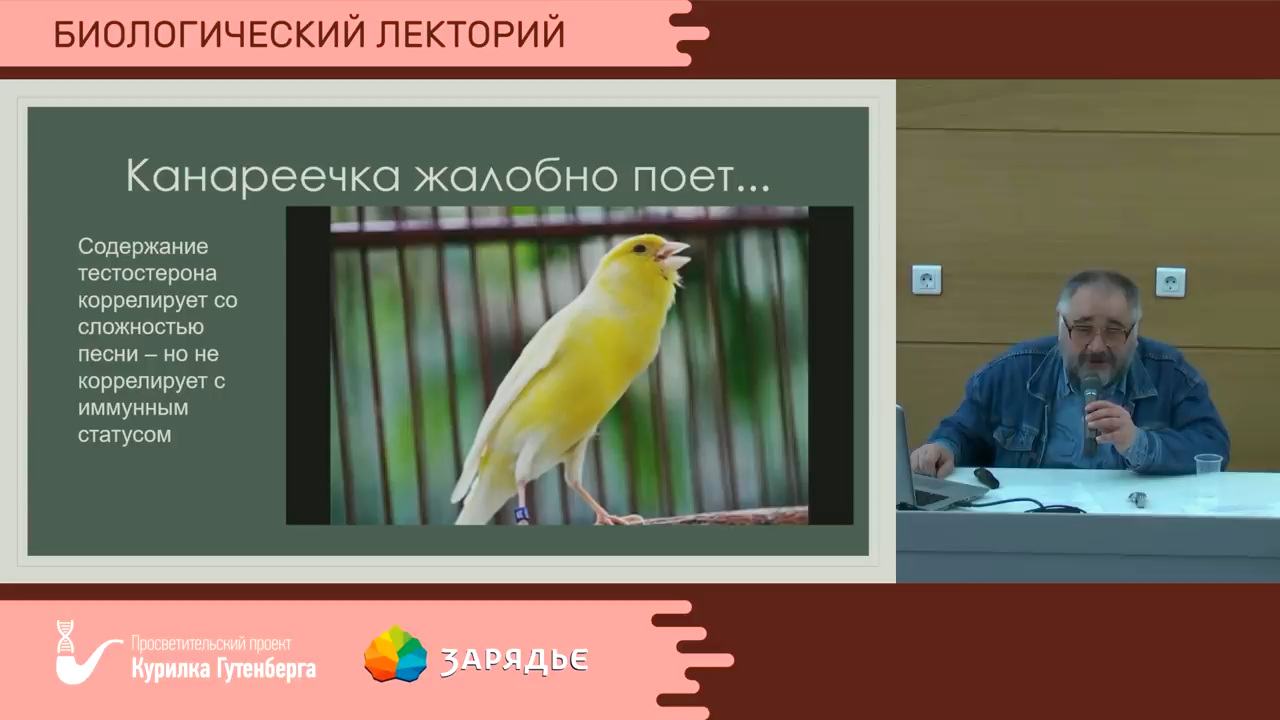 БИОЛОГИЧЕСКИЙ ЛЕКТОРИЙ
Канареечка жалобно поет...
Содержание
тестостерона
коррелирует со
сложностью
песни – но не
коррелирует с
иммунным
статусом
Просветительский проект
Курилка Гутенберга
ЗАРЯДЬЕ